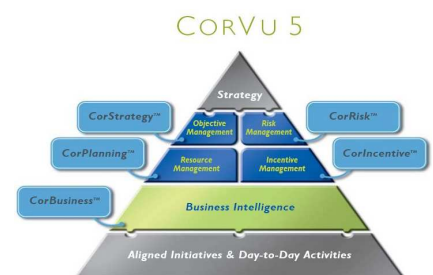 CORVU 5
Strategy
CorStrategy™
Objective
Management
Risk
Management
CorRisk™
CorPlanning™
Resource
Management
Incentive
Management
CorIncentive™
CorBusiness™
Business Intelligence
Aligned Initiatives & Day-to-Day Activities